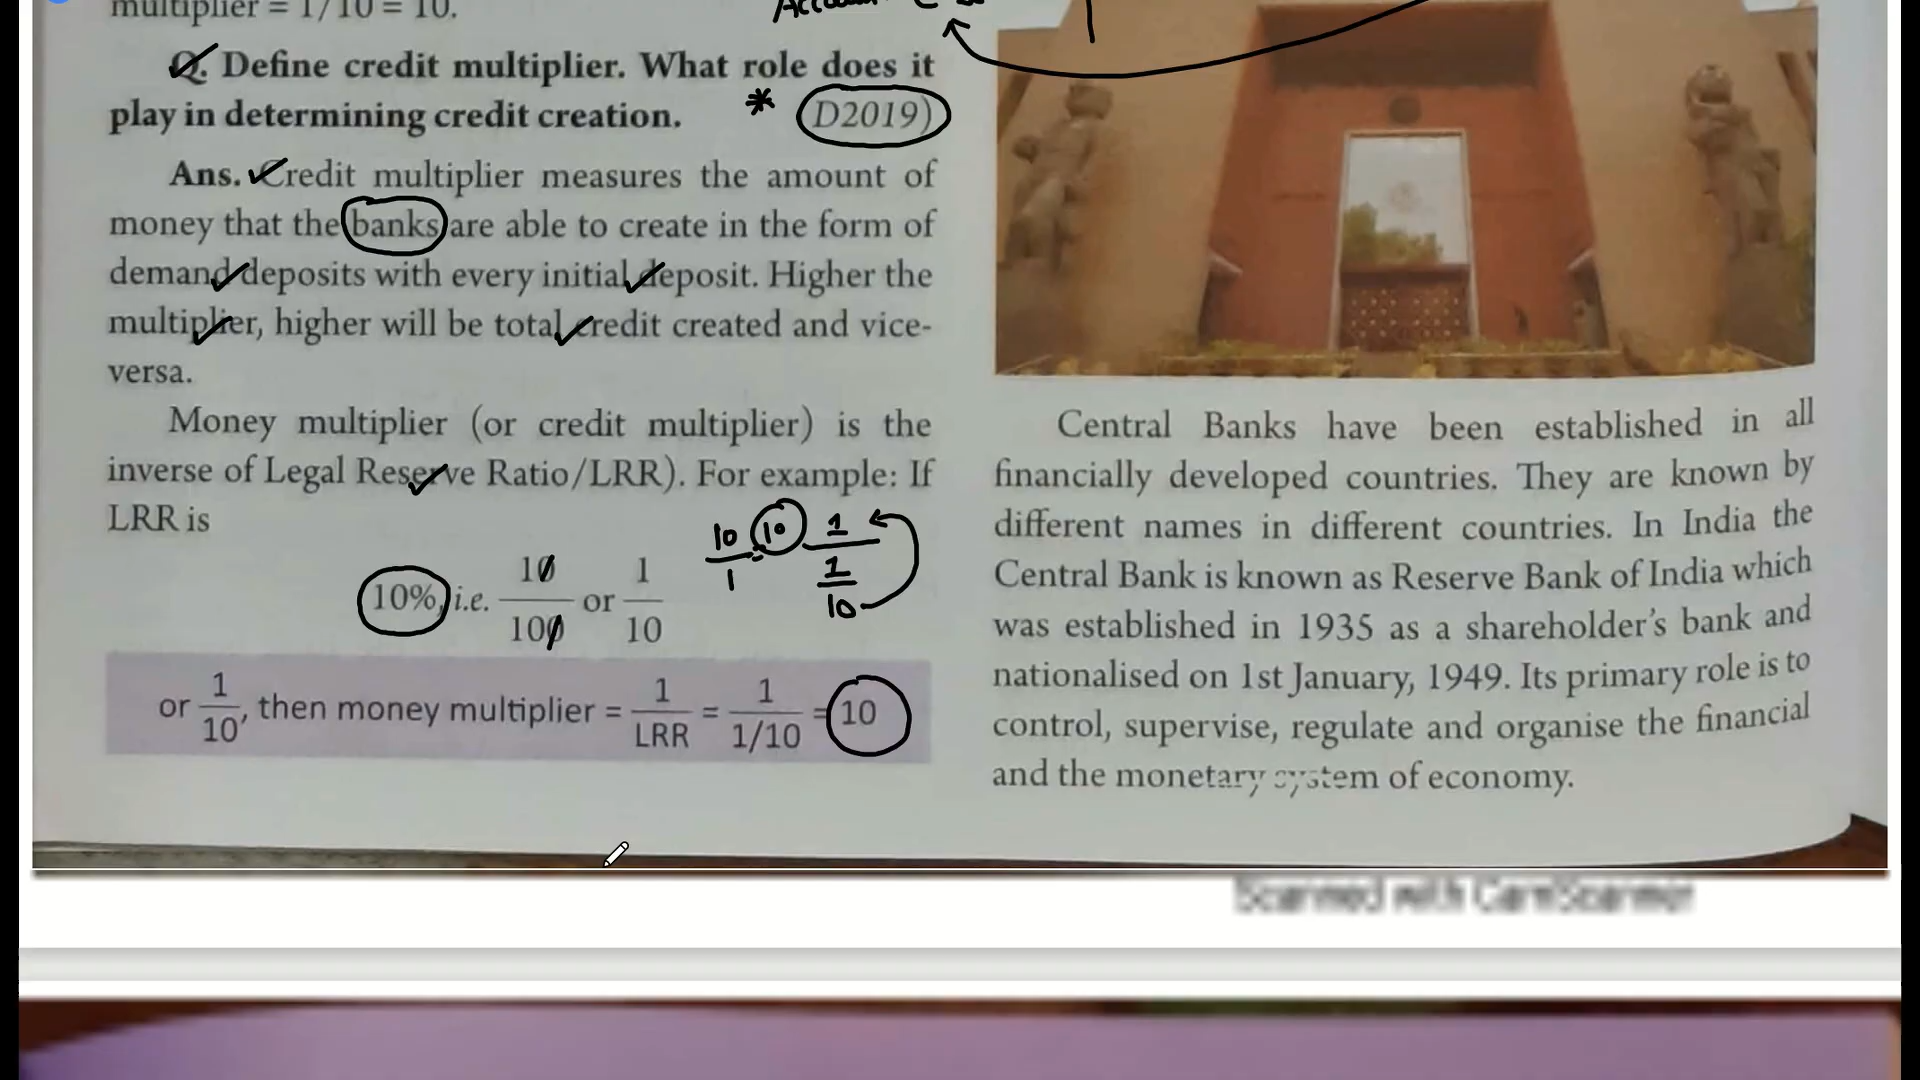 multiplier = 1/10 = 10.
Q. Define credit multiplier. What role does it
play in determining credit creation. * D2019)
Ans. Credit multiplier measures the amount of
money that the banks are able to create in the form of
demand deposits with every initial deposit. Higher the
multiplier, higher will be total credit created and vice-
versa.
Money multiplier (or credit multiplier) is the
inverse of Legal Reserve Ratio/LRR). For example: If
LRR is
10/1 = 10 1/(1/10)
10%, i.e. 10/100 or 1/10
or 1/10, then money multiplier = 1/LRR = 1/(1/10) = 10
Central Banks have been established in all
financially developed countries. They are known by
different names in different countries. In India the
Central Bank is known as Reserve Bank of India which
was established in 1935 as a shareholder's bank and
nationalised on 1st January, 1949. Its primary role is to
control, supervise, regulate and organise the financial
and the monetary system of economy.
Scanned with CamScanner